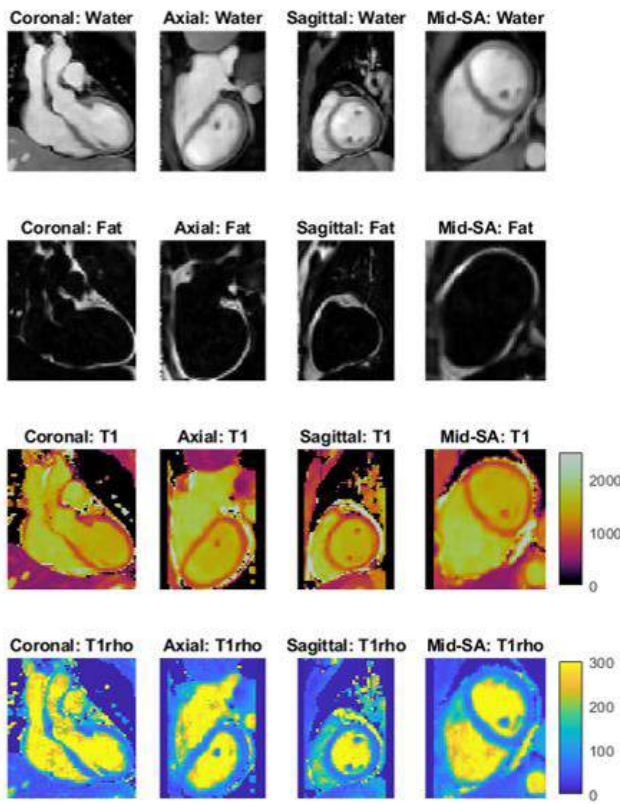 Coronal: Water Axial: Water Sagittal: Water Mid-SA: Water
Coronal: Fat Axial: Fat Sagittal: Fat Mid-SA: Fat
Coronal: T1 Axial: T1 Sagittal: T1 Mid-SA: T1
2000
1000
0
Coronal: T1rho Axial: T1rho Sagittal: T1rho Mid-SA: T1rho
300
200
100
0